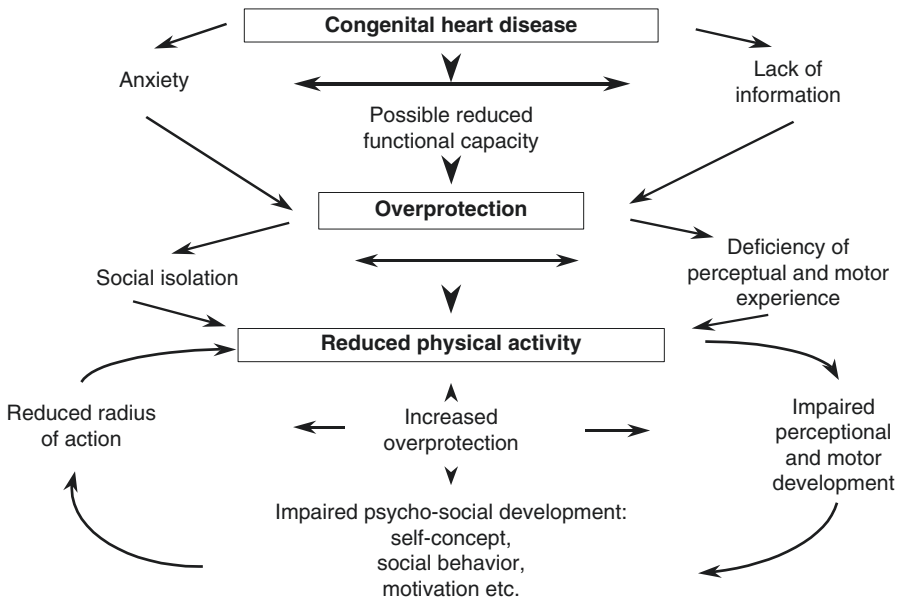 Congenital heart disease
Anxiety
Lack of
information
Possible reduced
functional capacity
Overprotection
Social isolation
Deficiency of
perceptual and motor
experience
Reduced physical activity
Reduced radius
of action
Increased
overprotection
Impaired
perceptional
and motor
development
Impaired psycho-social development:
self-concept,
social behavior,
motivation etc.